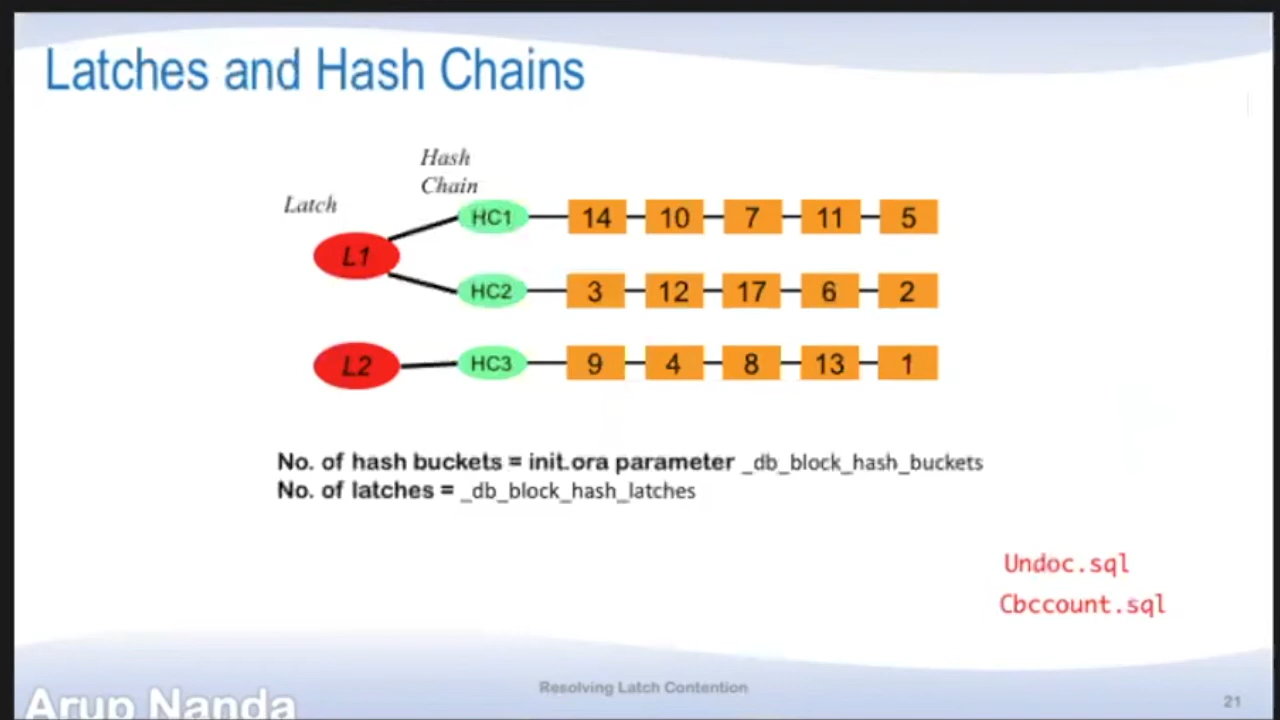 Latches and Hash Chains
Hash
Chain
Latch
HC1 14 10 7 11 5
L1
HC2 3 12 17 6 2
L2 HC3 9 4 8 13 1
No. of hash buckets = init.ora parameter _db_block_hash_buckets
No. of latches = _db_block_hash_latches
Undoc.sql
Cbccount.sql
Resolving Latch Contention
21
Arup Nanda